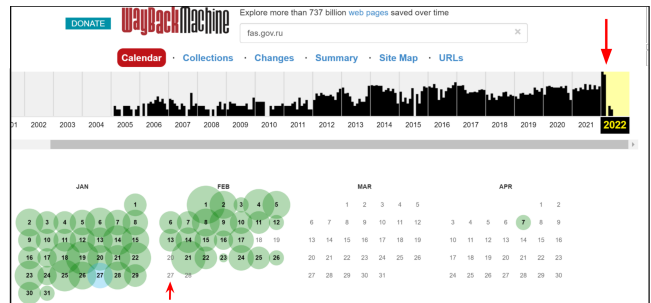 DONATE
WayBackMachine
Explore more than 737 billion web pages saved over time
fas.gov.ru ×
Calendar · Collections · Changes · Summary · Site Map · URLs
01 2002 2003 2004 2005 2006 2007 2008 2009 2010 2011 2012 2013 2014 2015 2016 2017 2018 2019 2020 2021 2022
JAN FEB MAR APR
1 1 2 3 4 5 1 2 3 4 5 1 2
2 3 4 5 6 7 8 6 7 8 9 10 11 12 6 7 8 9 10 11 12 3 4 5 6 7 8 9
9 10 11 12 13 14 15 13 14 15 16 17 18 19 13 14 15 16 17 18 19 10 11 12 13 14 15 16
16 17 18 19 20 21 22 20 21 22 23 24 25 26 20 21 22 23 24 25 26 17 18 19 20 21 22 23
23 24 25 26 27 28 29 27 28 27 28 29 30 31 24 25 26 27 28 29 30
30 31